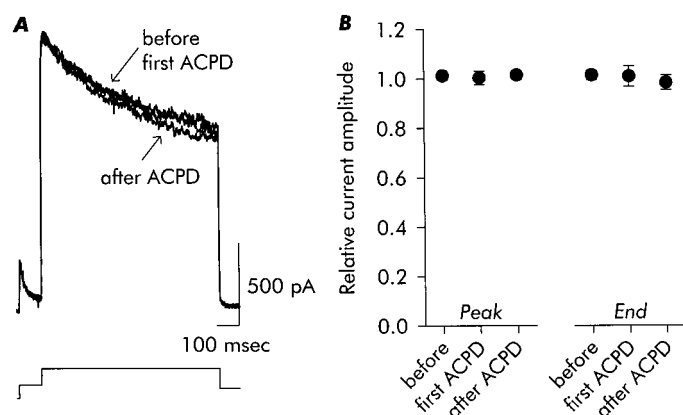 A
before
first ACPD
after ACPD
500 pA
100 msec
B
Relative current amplitude
1.2
1.0
0.8
0.6
0.4
0.2
0.0
Peak
End
before
first ACPD
after ACPD
before
first ACPD
after ACPD